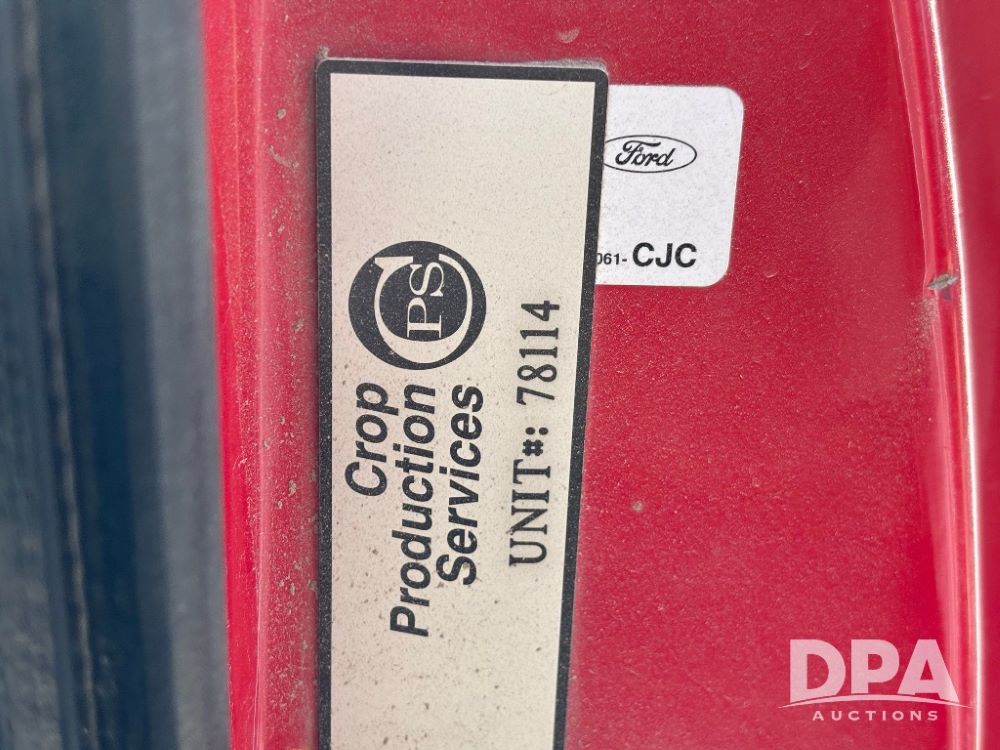 Ford
061- CJC
CPS
Crop
Production
Services
UNIT#: 78114
DPA
AUCTIONS